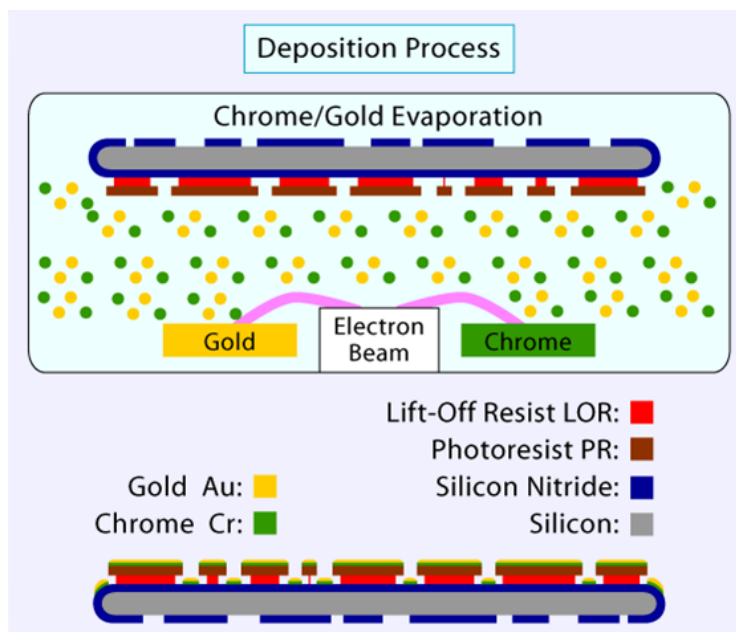 Deposition Process
Chrome/Gold Evaporation
Gold
Electron
Beam
Chrome
Lift-Off Resist LOR:
Photoresist PR:
Gold Au:
Silicon Nitride:
Chrome Cr:
Silicon: